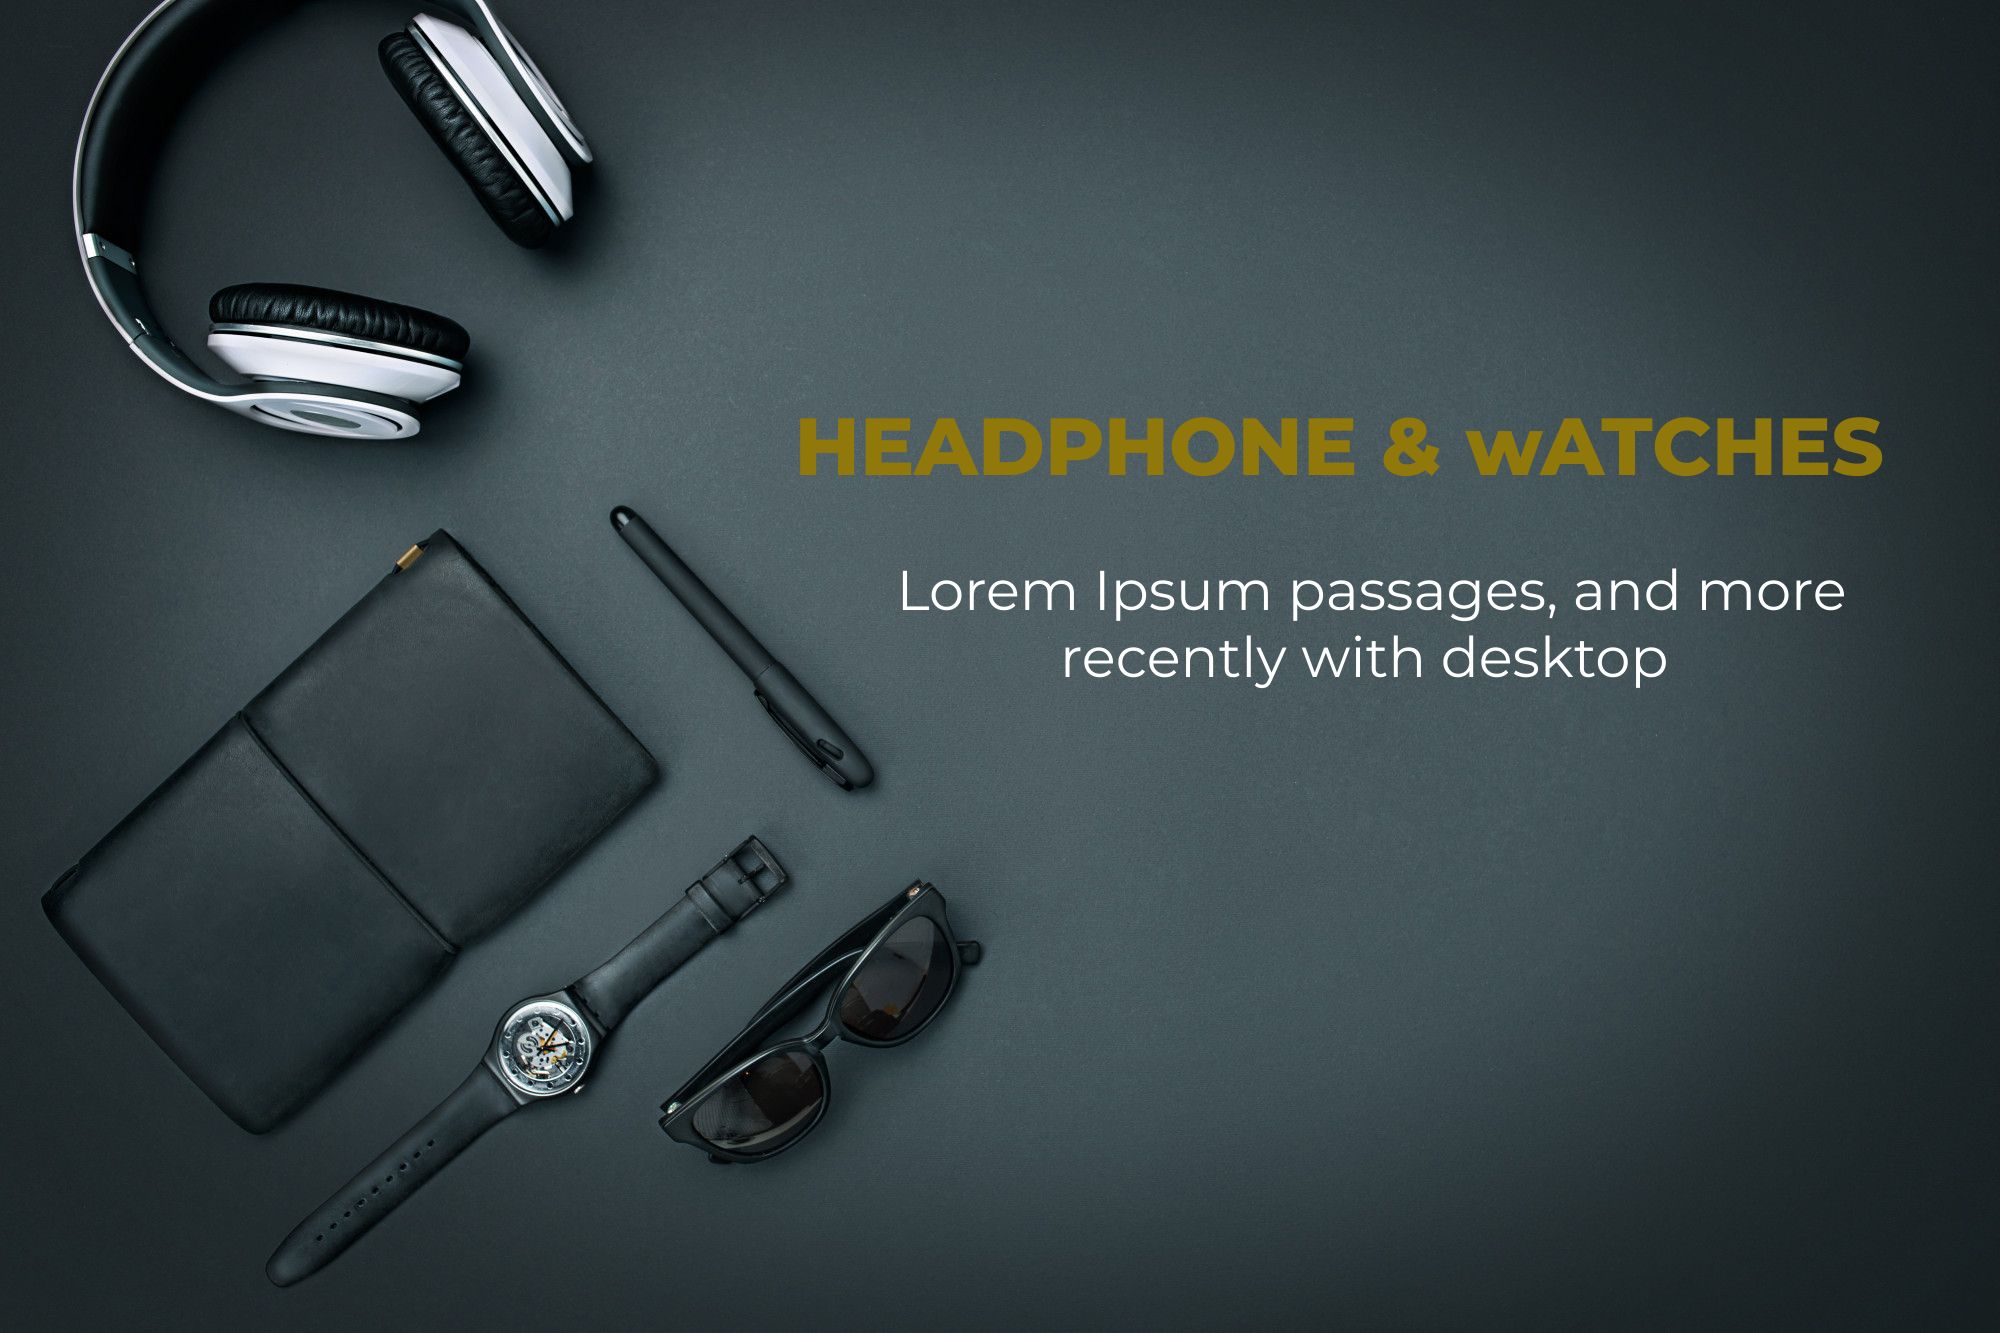 HEADPHONE & wATCHES
Lorem Ipsum passages, and more
recently with desktop